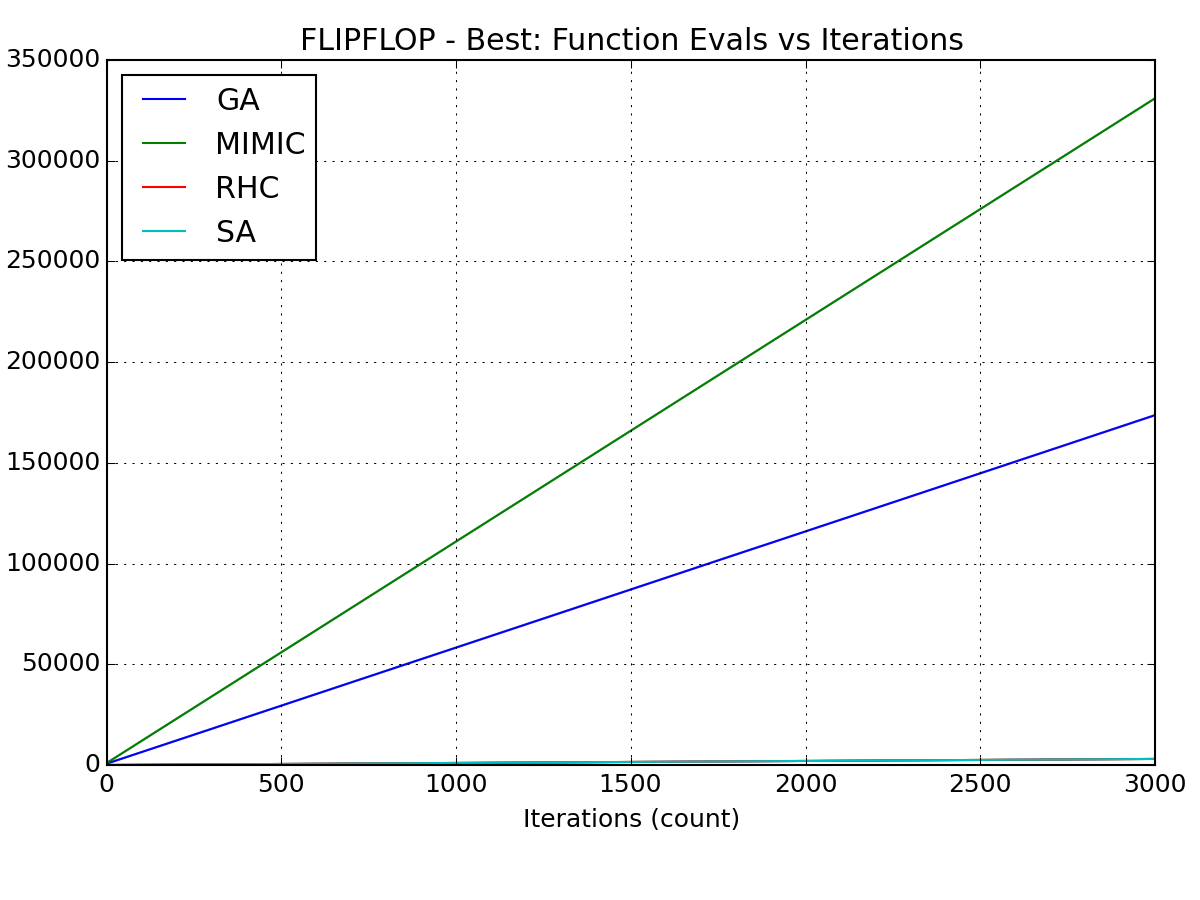 FLIPFLOP - Best: Function Evals vs Iterations
350000
300000
250000
200000
150000
100000
50000
0
GA
MIMIC
RHC
SA
0 500 1000 1500 2000 2500 3000
Iterations (count)